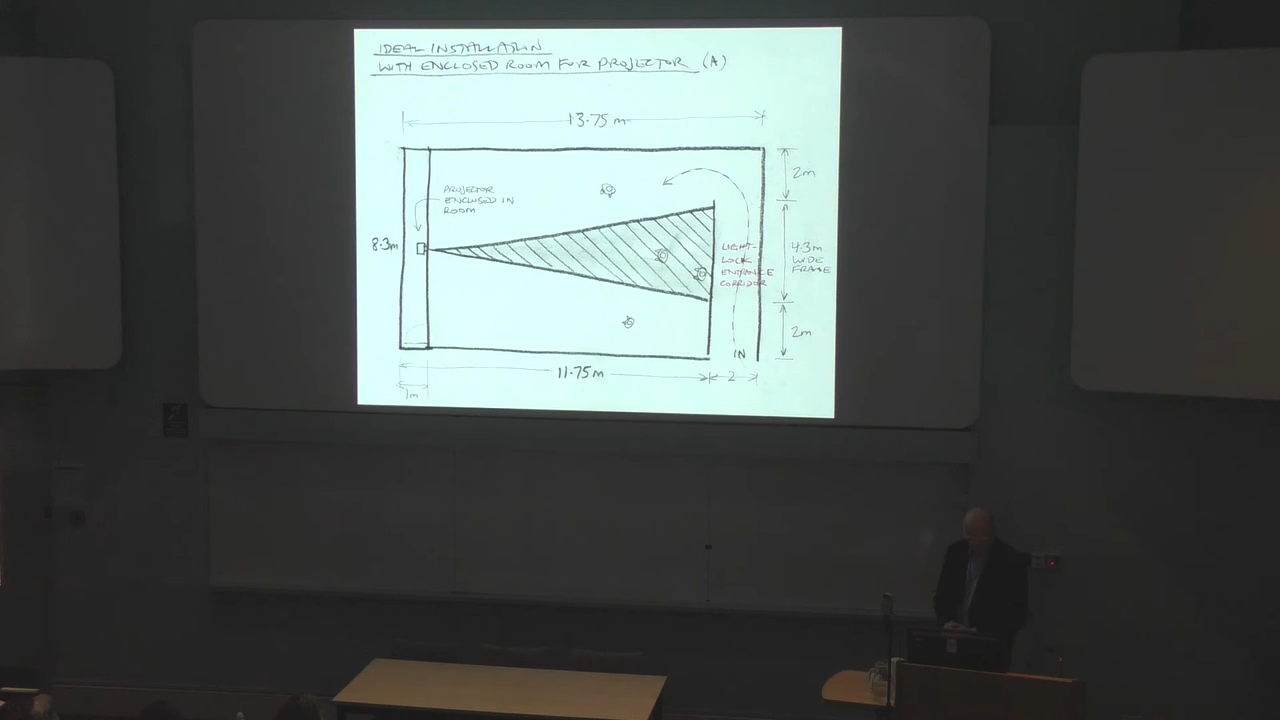 IDEAL INSTALLATION
WITH ENCLOSED ROOM FOR PROJECTOR (A)
13.75 m
2m
PROJECTOR
ENCLOSED IN
ROOM
8.3m
LIGHT-
LOCK
ENTRANCE
CORRIDOR
4.3m
WIDE
FRAME
2m
IN
11.75m
2
1m